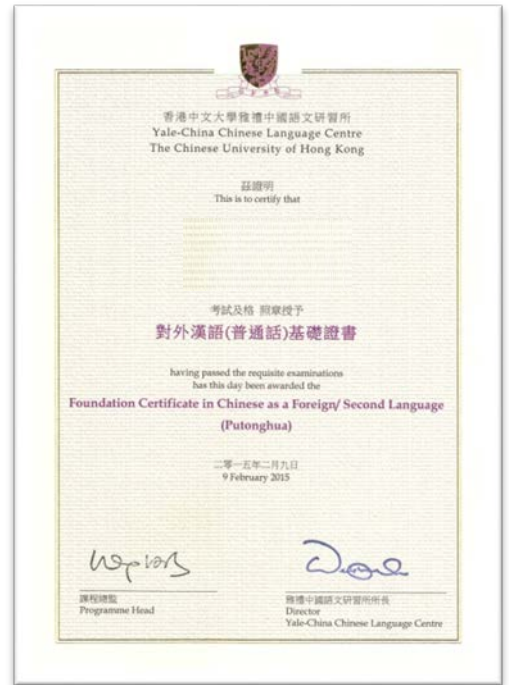 香港中文大學雅禮中國語文研習所
Yale-China Chinese Language Centre
The Chinese University of Hong Kong
茲證明
This is to certify that
考試及格 照章授予
對外漢語(普通話)基礎證書
having passed the requisite examinations
has this day been awarded the
Foundation Certificate in Chinese as a Foreign/ Second Language
(Putonghua)
二零一五年二月九日
9 February 2015
課程總監
Programme Head
雅禮中國語文研習所所長
Director
Yale-China Chinese Language Centre